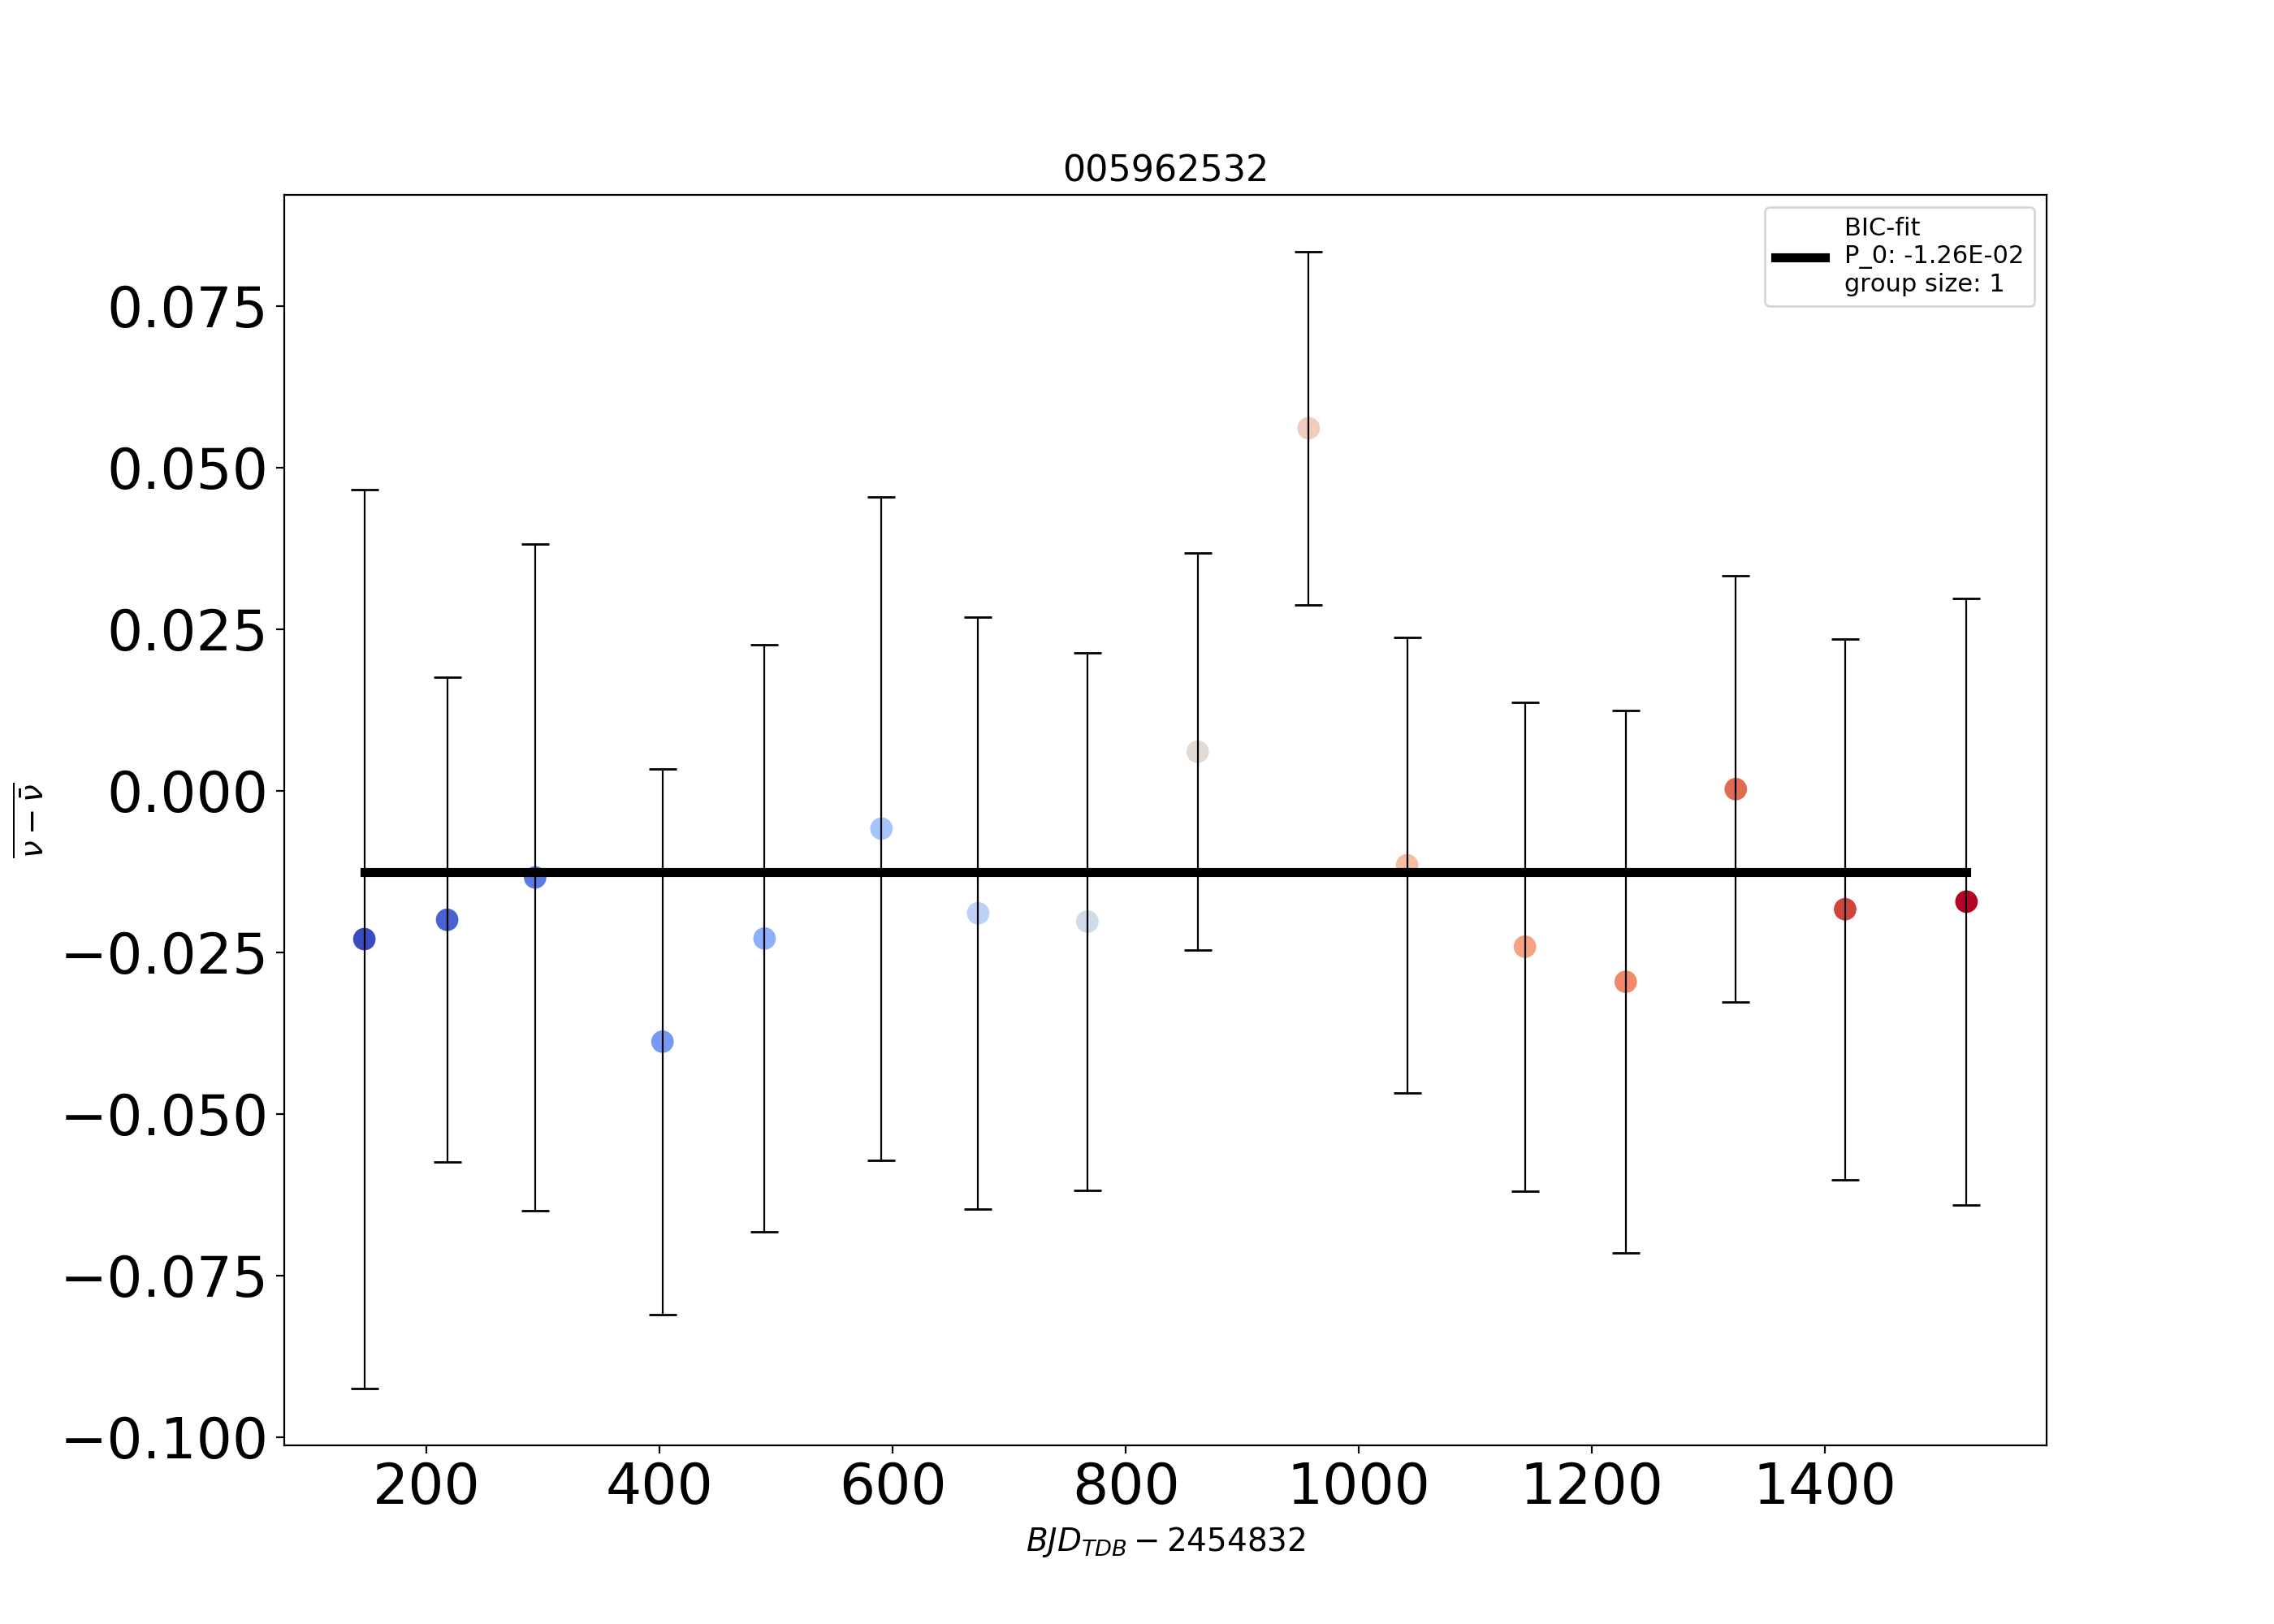 005962532
BIC-fit
P_0: -1.26E-02
group size: 1
0.075
0.050
0.025
0.000
−0.025
−0.050
−0.075
−0.100
ν − ν̄
200 400 600 800 1000 1200 1400
BJD_TDB − 2454832